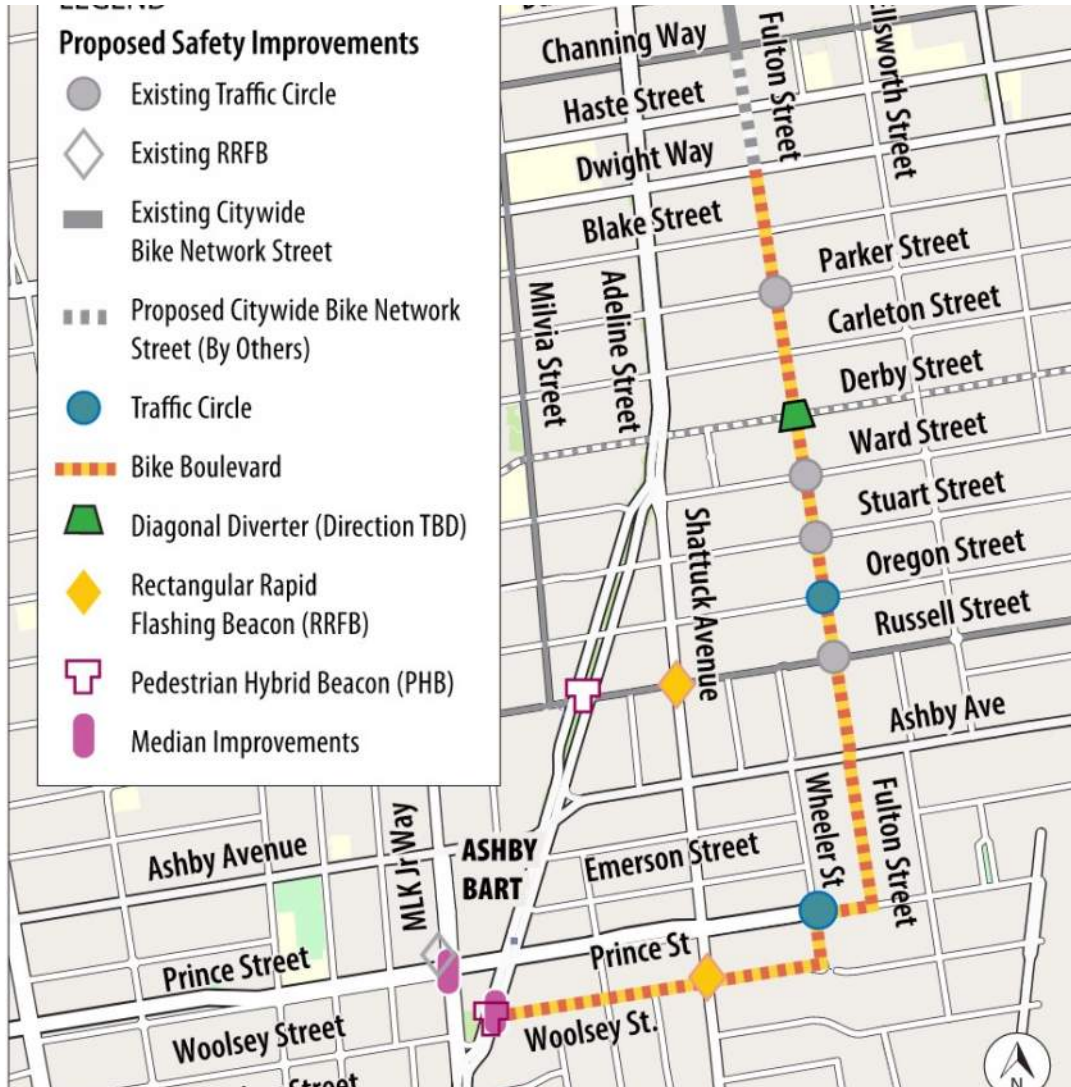 LEGEND
Proposed Safety Improvements
Existing Traffic Circle
Existing RRFB
Existing Citywide
Bike Network Street
Proposed Citywide Bike Network
Street (By Others)
Traffic Circle
Bike Boulevard
Diagonal Diverter (Direction TBD)
Rectangular Rapid
Flashing Beacon (RRFB)
Pedestrian Hybrid Beacon (PHB)
Median Improvements
Channing Way
Fulton Street
Ellsworth Street
Haste Street
Dwight Way
Blake Street
Parker Street
Milvia Street
Adeline Street
Carleton Street
Derby Street
Ward Street
Stuart Street
Shattuck Avenue
Oregon Street
Russell Street
Ashby Ave
Wheeler St
Fulton Street
Emerson Street
Ashby Avenue
MLK Jr Way
ASHBY
BART
Prince St
Prince Street
Woolsey St.
Woolsey Street
Street
N